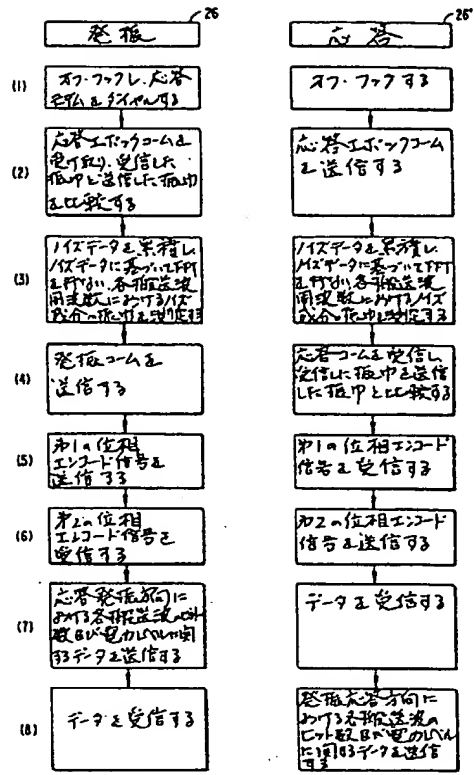 26
発振
26'
応答
(1)
オフ・フックし、応答
モデムをダイヤルする
オフ・フックする
(2)
応答エポックコームを
受け取り、受信した
振巾と送信した振巾
を比較する
応答エポックコーム
を送信する
(3)
ノイズデータを累積し、
ノイズデータに基づいてFFT
を行ない、各搬送波
周波数におけるノイズ
成分の振巾を測定する
ノイズデータを累積し、
ノイズデータに基づいてFFT
を行ない、各搬送波
周波数におけるノイズ
成分の振巾を測定する
(4)
発振コームを
送信する
応答コームを受信し、
受信した振巾を送信
した振巾と比較する
(5)
第1の位相
エンコード信号を
送信する
第1の位相エンコード
信号を受信する
(6)
第2の位相
エンコード信号を
受信する
第2の位相エンコード
信号を送信する
(7)
応答発振方向に
おける各搬送波の
数及び電力レベルに関
するデータを送信する
データを受信する
(8)
データを受信する
発振応答方向に
おける各搬送波の
ビット数及び電力レベル
に関するデータを送信
する